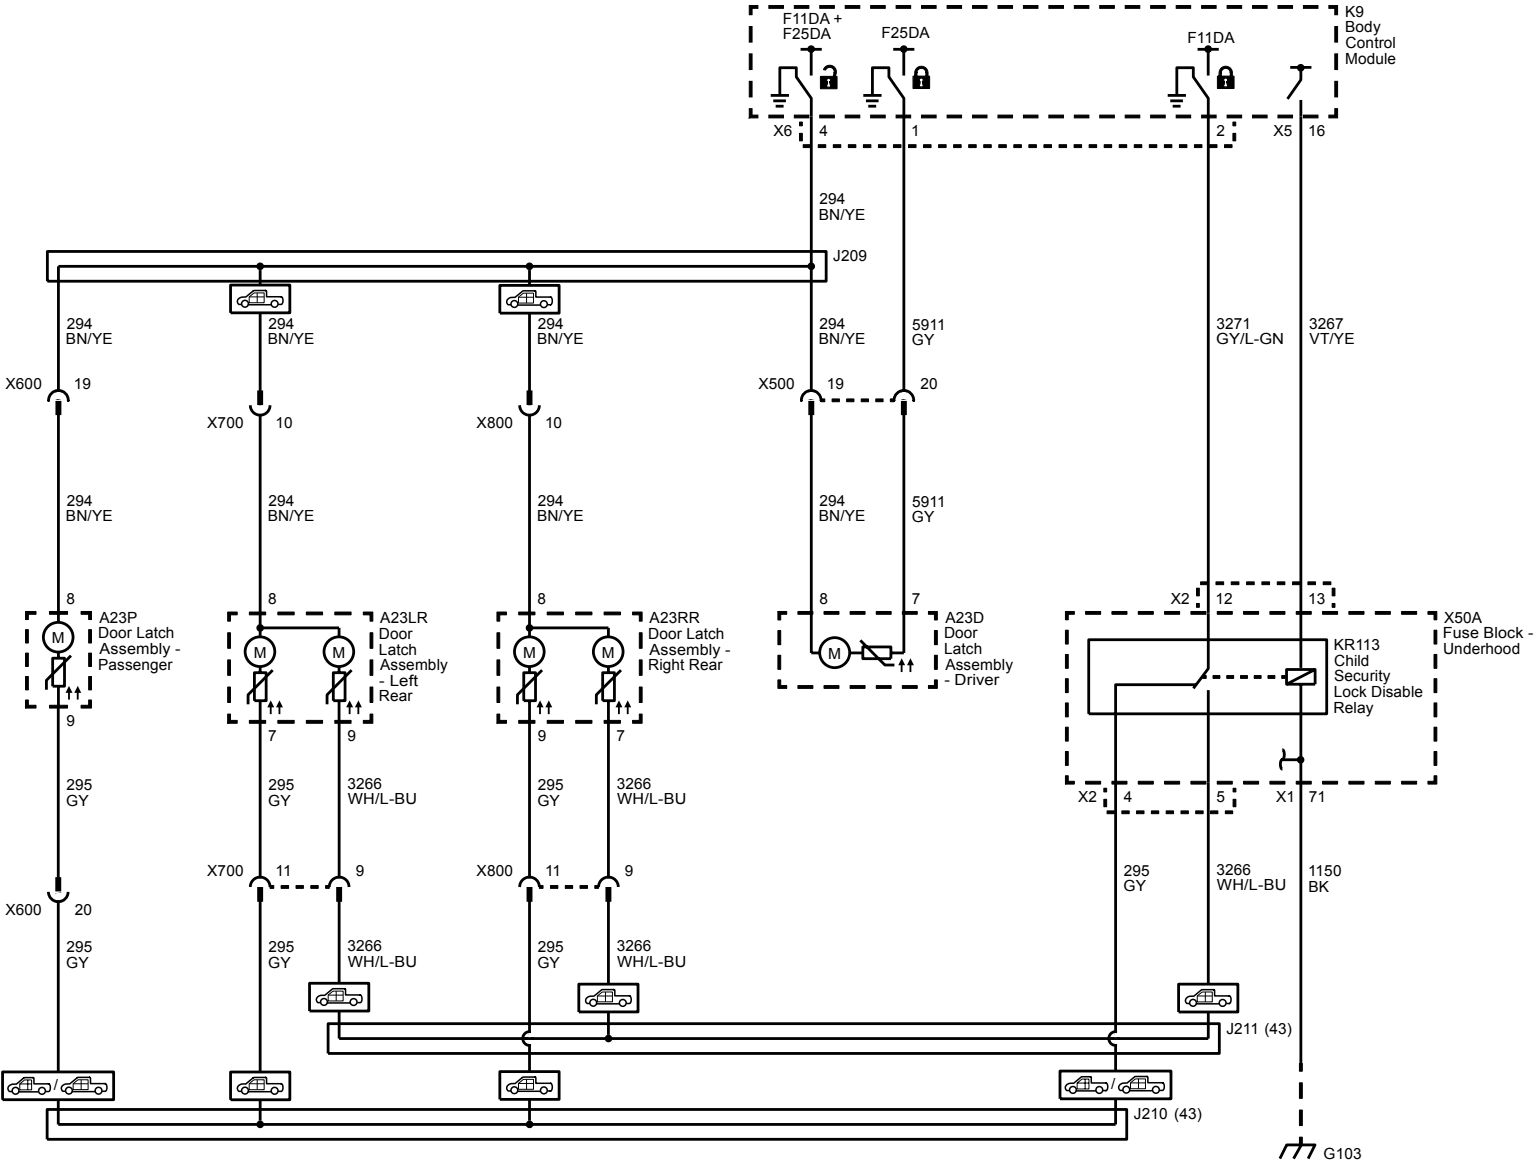 F11DA +
F25DA
F25DA
F11DA
K9
Body
Control
Module
X6
4
1
2
X5
16
294
BN/YE
J209
294
BN/YE
294
BN/YE
294
BN/YE
294
BN/YE
5911
GY
3271
GY/L-GN
3267
VT/YE
X600
19
X700
10
X800
10
X500
19
20
294
BN/YE
294
BN/YE
294
BN/YE
294
BN/YE
5911
GY
8
8
8
8
7
X2
12
13
A23P
Door Latch
Assembly -
Passenger
M
A23LR
Door
Latch
Assembly
- Left
Rear
M
M
A23RR
Door Latch
Assembly -
Right Rear
M
M
A23D
Door
Latch
Assembly
- Driver
M
X50A
Fuse Block -
Underhood
KR113
Child
Security
Lock Disable
Relay
9
7
9
9
7
X2
4
5
X1
71
295
GY
295
GY
3266
WH/L-BU
295
GY
3266
WH/L-BU
X700
11
9
X800
11
9
295
GY
3266
WH/L-BU
1150
BK
X600
20
295
GY
295
GY
3266
WH/L-BU
295
GY
3266
WH/L-BU
J211 (43)
/
/
J210 (43)
G103